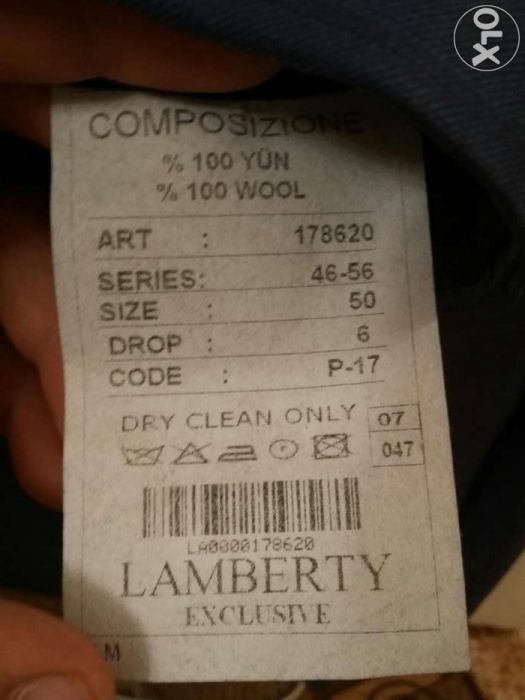 OLX
COMPOSIZIONE
% 100 YÜN
% 100 WOOL
ART : 178620
SERIES: 46-56
SIZE : 50
DROP : 6
CODE : P-17
DRY CLEAN ONLY 07
047
LA0000178620
LAMBERTY
EXCLUSIVE
M